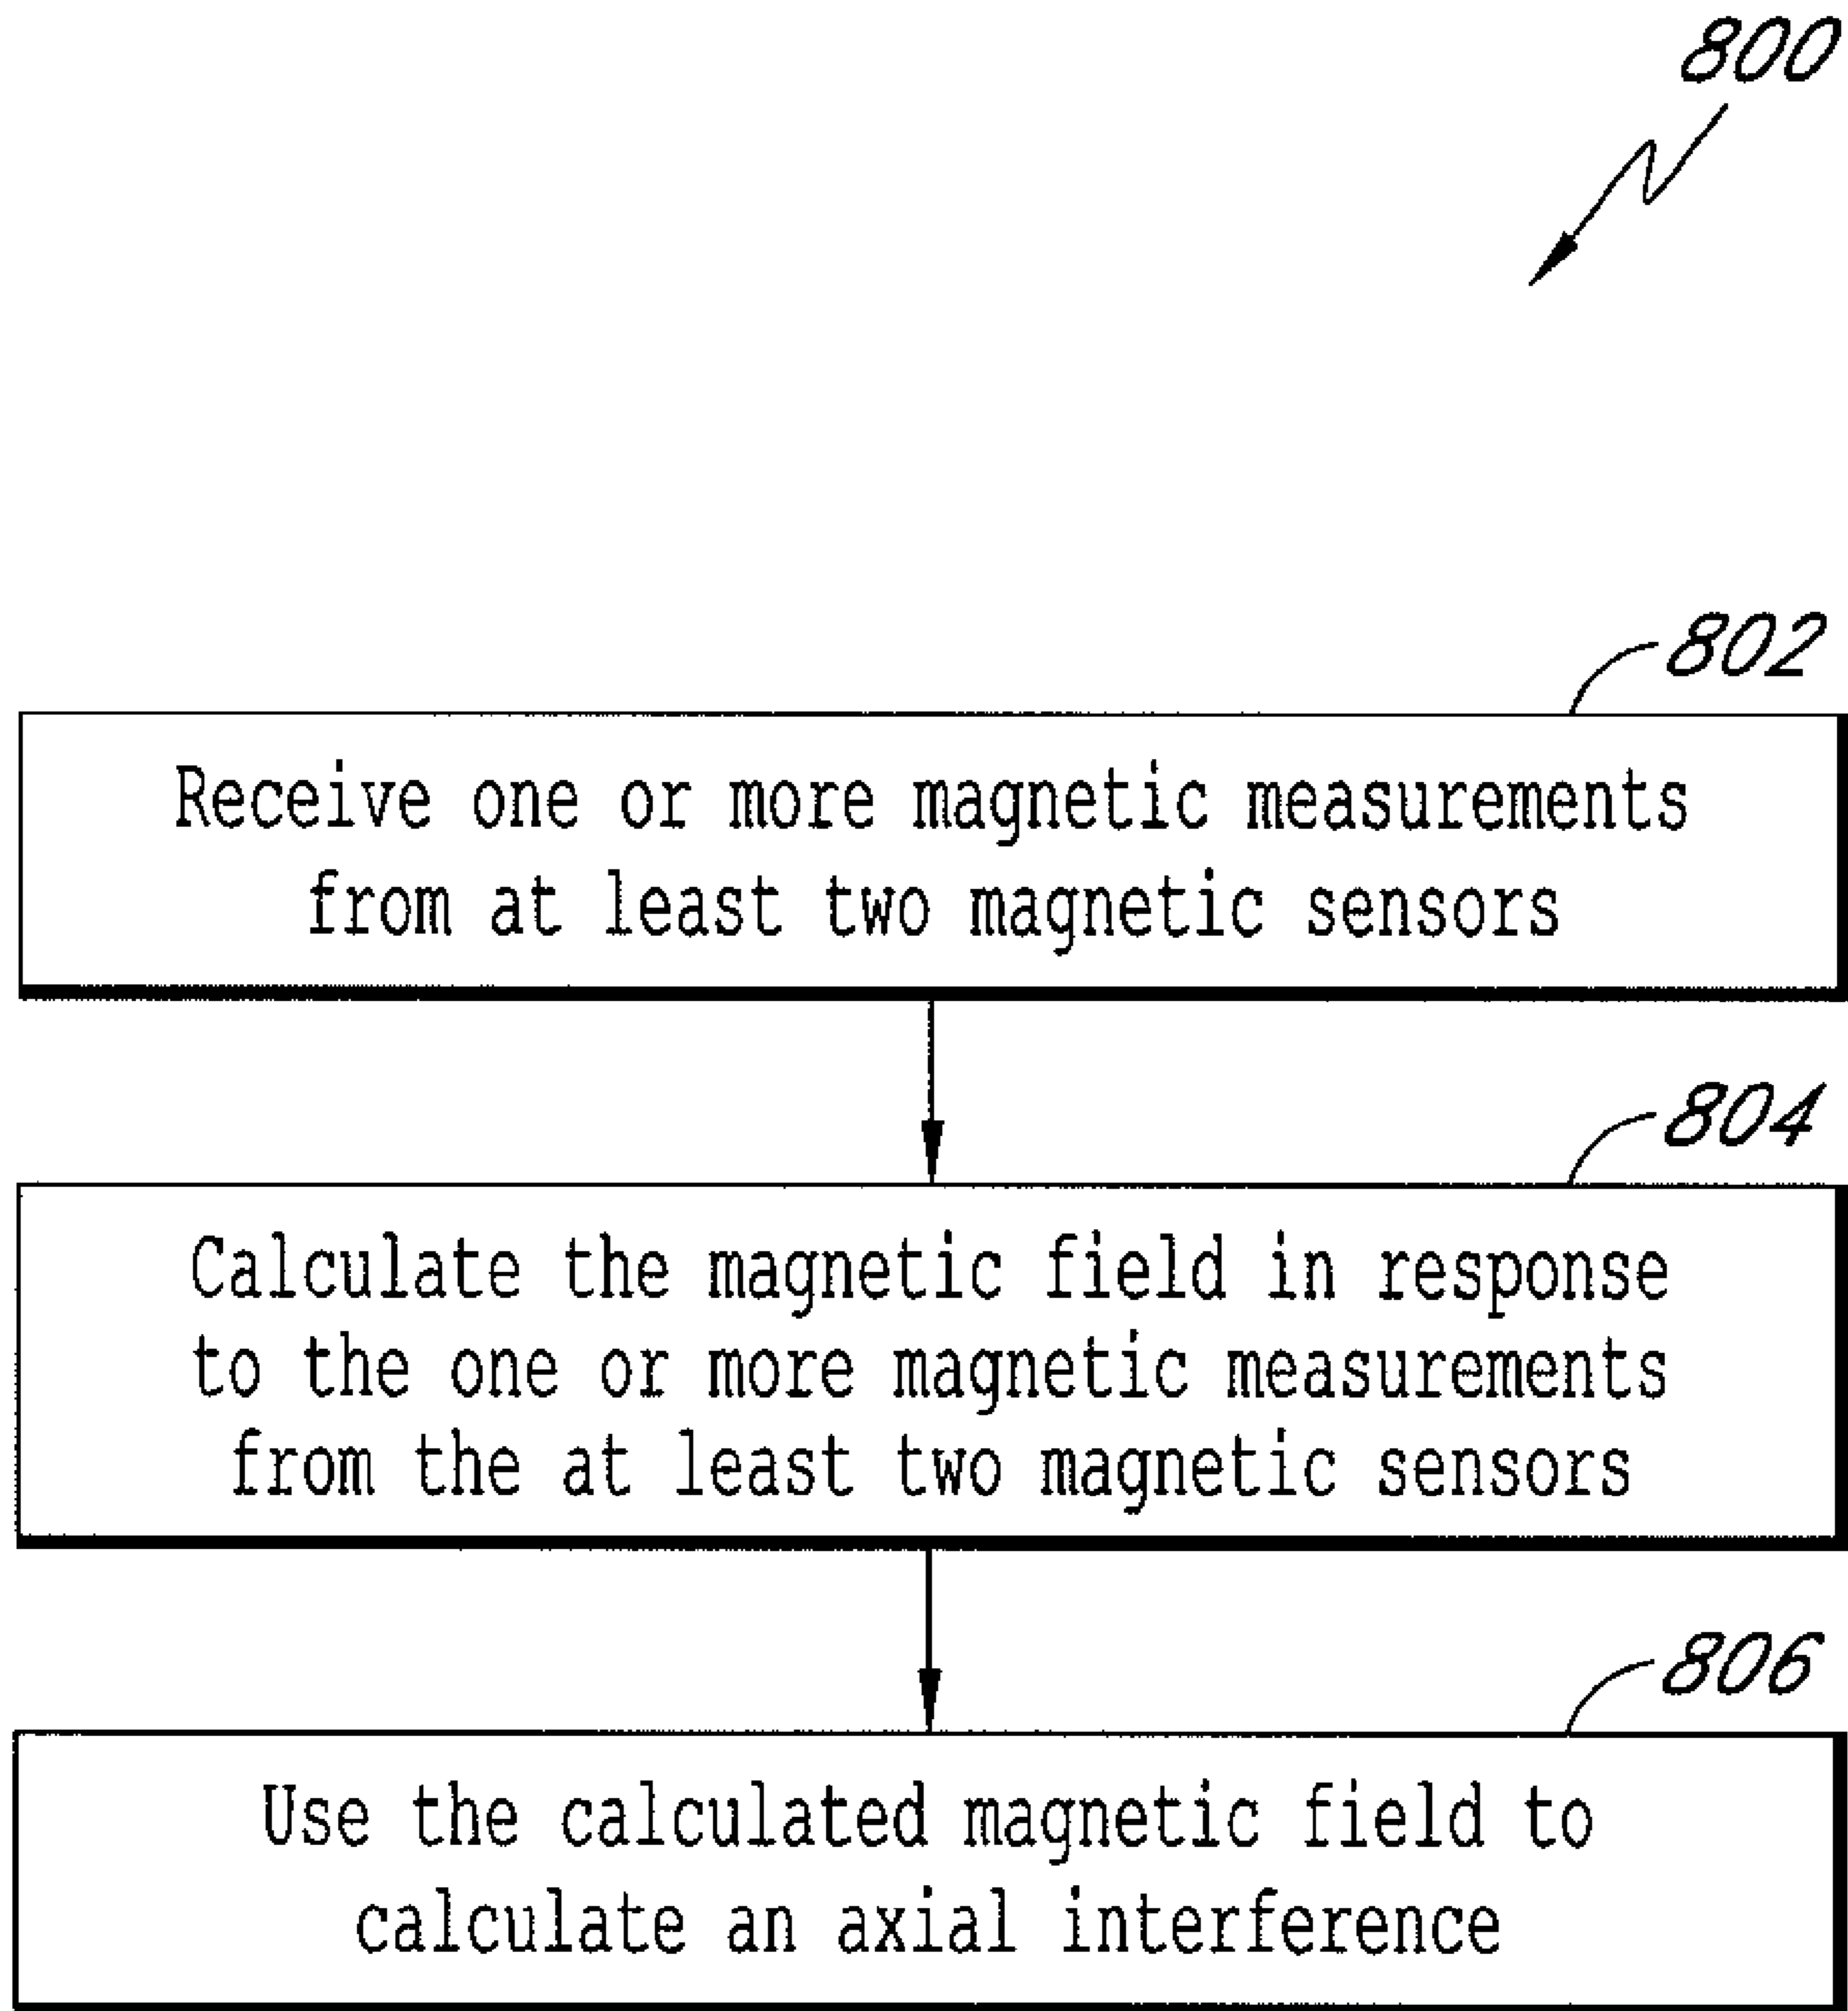 800
802
Receive one or more magnetic measurements
from at least two magnetic sensors
804
Calculate the magnetic field in response
to the one or more magnetic measurements
from the at least two magnetic sensors
806
Use the calculated magnetic field to
calculate an axial interference